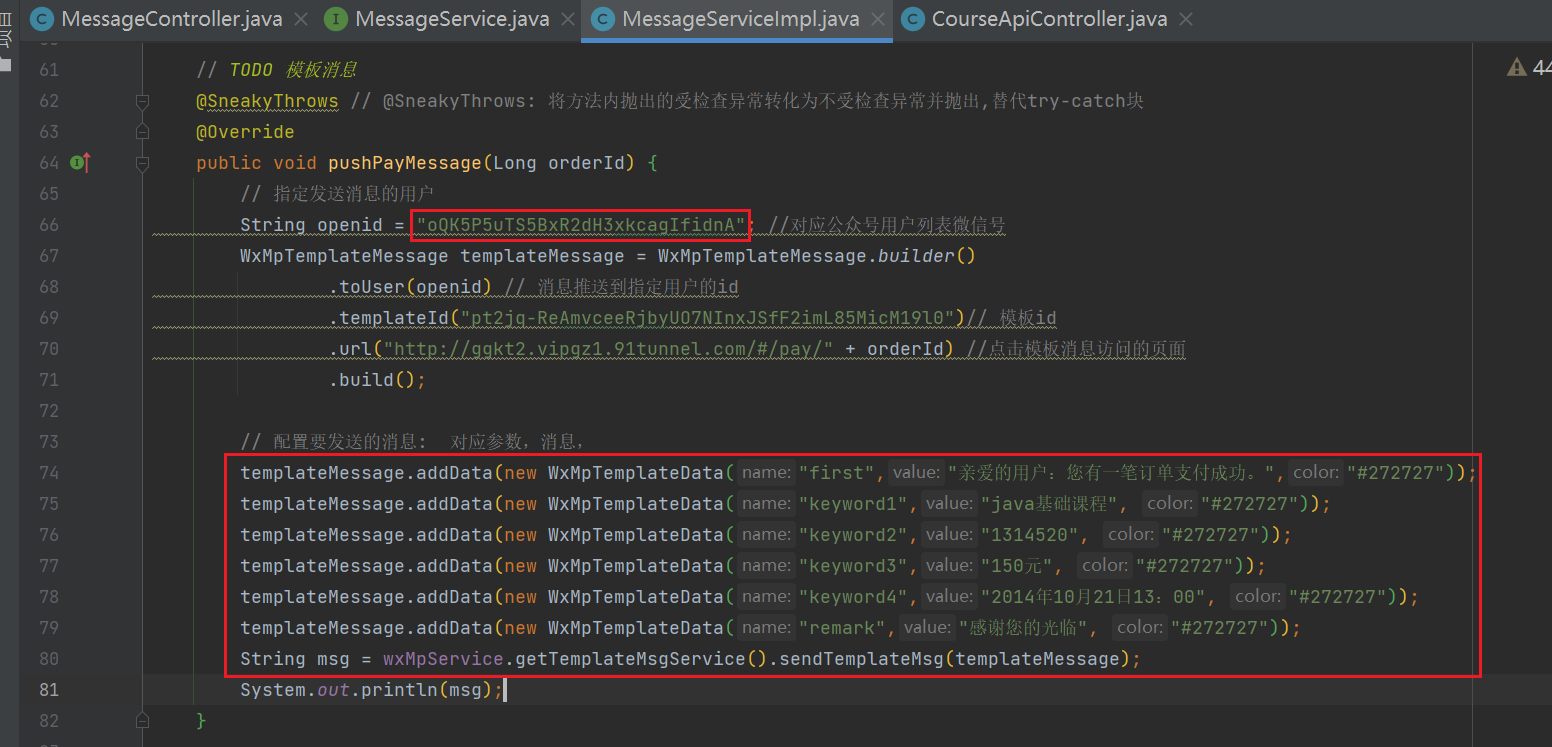 MessageController.java MessageService.java MessageServiceImpl.java CourseApiController.java
61 // TODO 模板消息
62 @SneakyThrows // @SneakyThrows: 将方法内抛出的受检查异常转化为不受检查异常并抛出,替代try-catch块
63 @Override
64 public void pushPayMessage(Long orderId) {
65 // 指定发送消息的用户
66 String openid = "oQK5P5uTS5BxR2dH3xkcagIfidnA"; //对应公众号用户列表微信号
67 WxMpTemplateMessage templateMessage = WxMpTemplateMessage.builder()
68 .toUser(openid) // 消息推送到指定用户的id
69 .templateId("pt2jq-ReAmvceeRjbyUO7NInxJSfF2imL85MicM19l0")// 模板id
70 .url("http://ggkt2.vipgz1.91tunnel.com/#/pay/" + orderId) //点击模板消息访问的页面
71 .build();
72
73 // 配置要发送的消息： 对应参数，消息，
74 templateMessage.addData(new WxMpTemplateData( name: "first", value: "亲爱的用户：您有一笔订单支付成功。", color: "#272727"));
75 templateMessage.addData(new WxMpTemplateData( name: "keyword1", value: "java基础课程", color: "#272727"));
76 templateMessage.addData(new WxMpTemplateData( name: "keyword2", value: "1314520", color: "#272727"));
77 templateMessage.addData(new WxMpTemplateData( name: "keyword3", value: "150元", color: "#272727"));
78 templateMessage.addData(new WxMpTemplateData( name: "keyword4", value: "2014年10月21日13：00", color: "#272727"));
79 templateMessage.addData(new WxMpTemplateData( name: "remark", value: "感谢您的光临", color: "#272727"));
80 String msg = wxMpService.getTemplateMsgService().sendTemplateMsg(templateMessage);
81 System.out.println(msg);
82 }